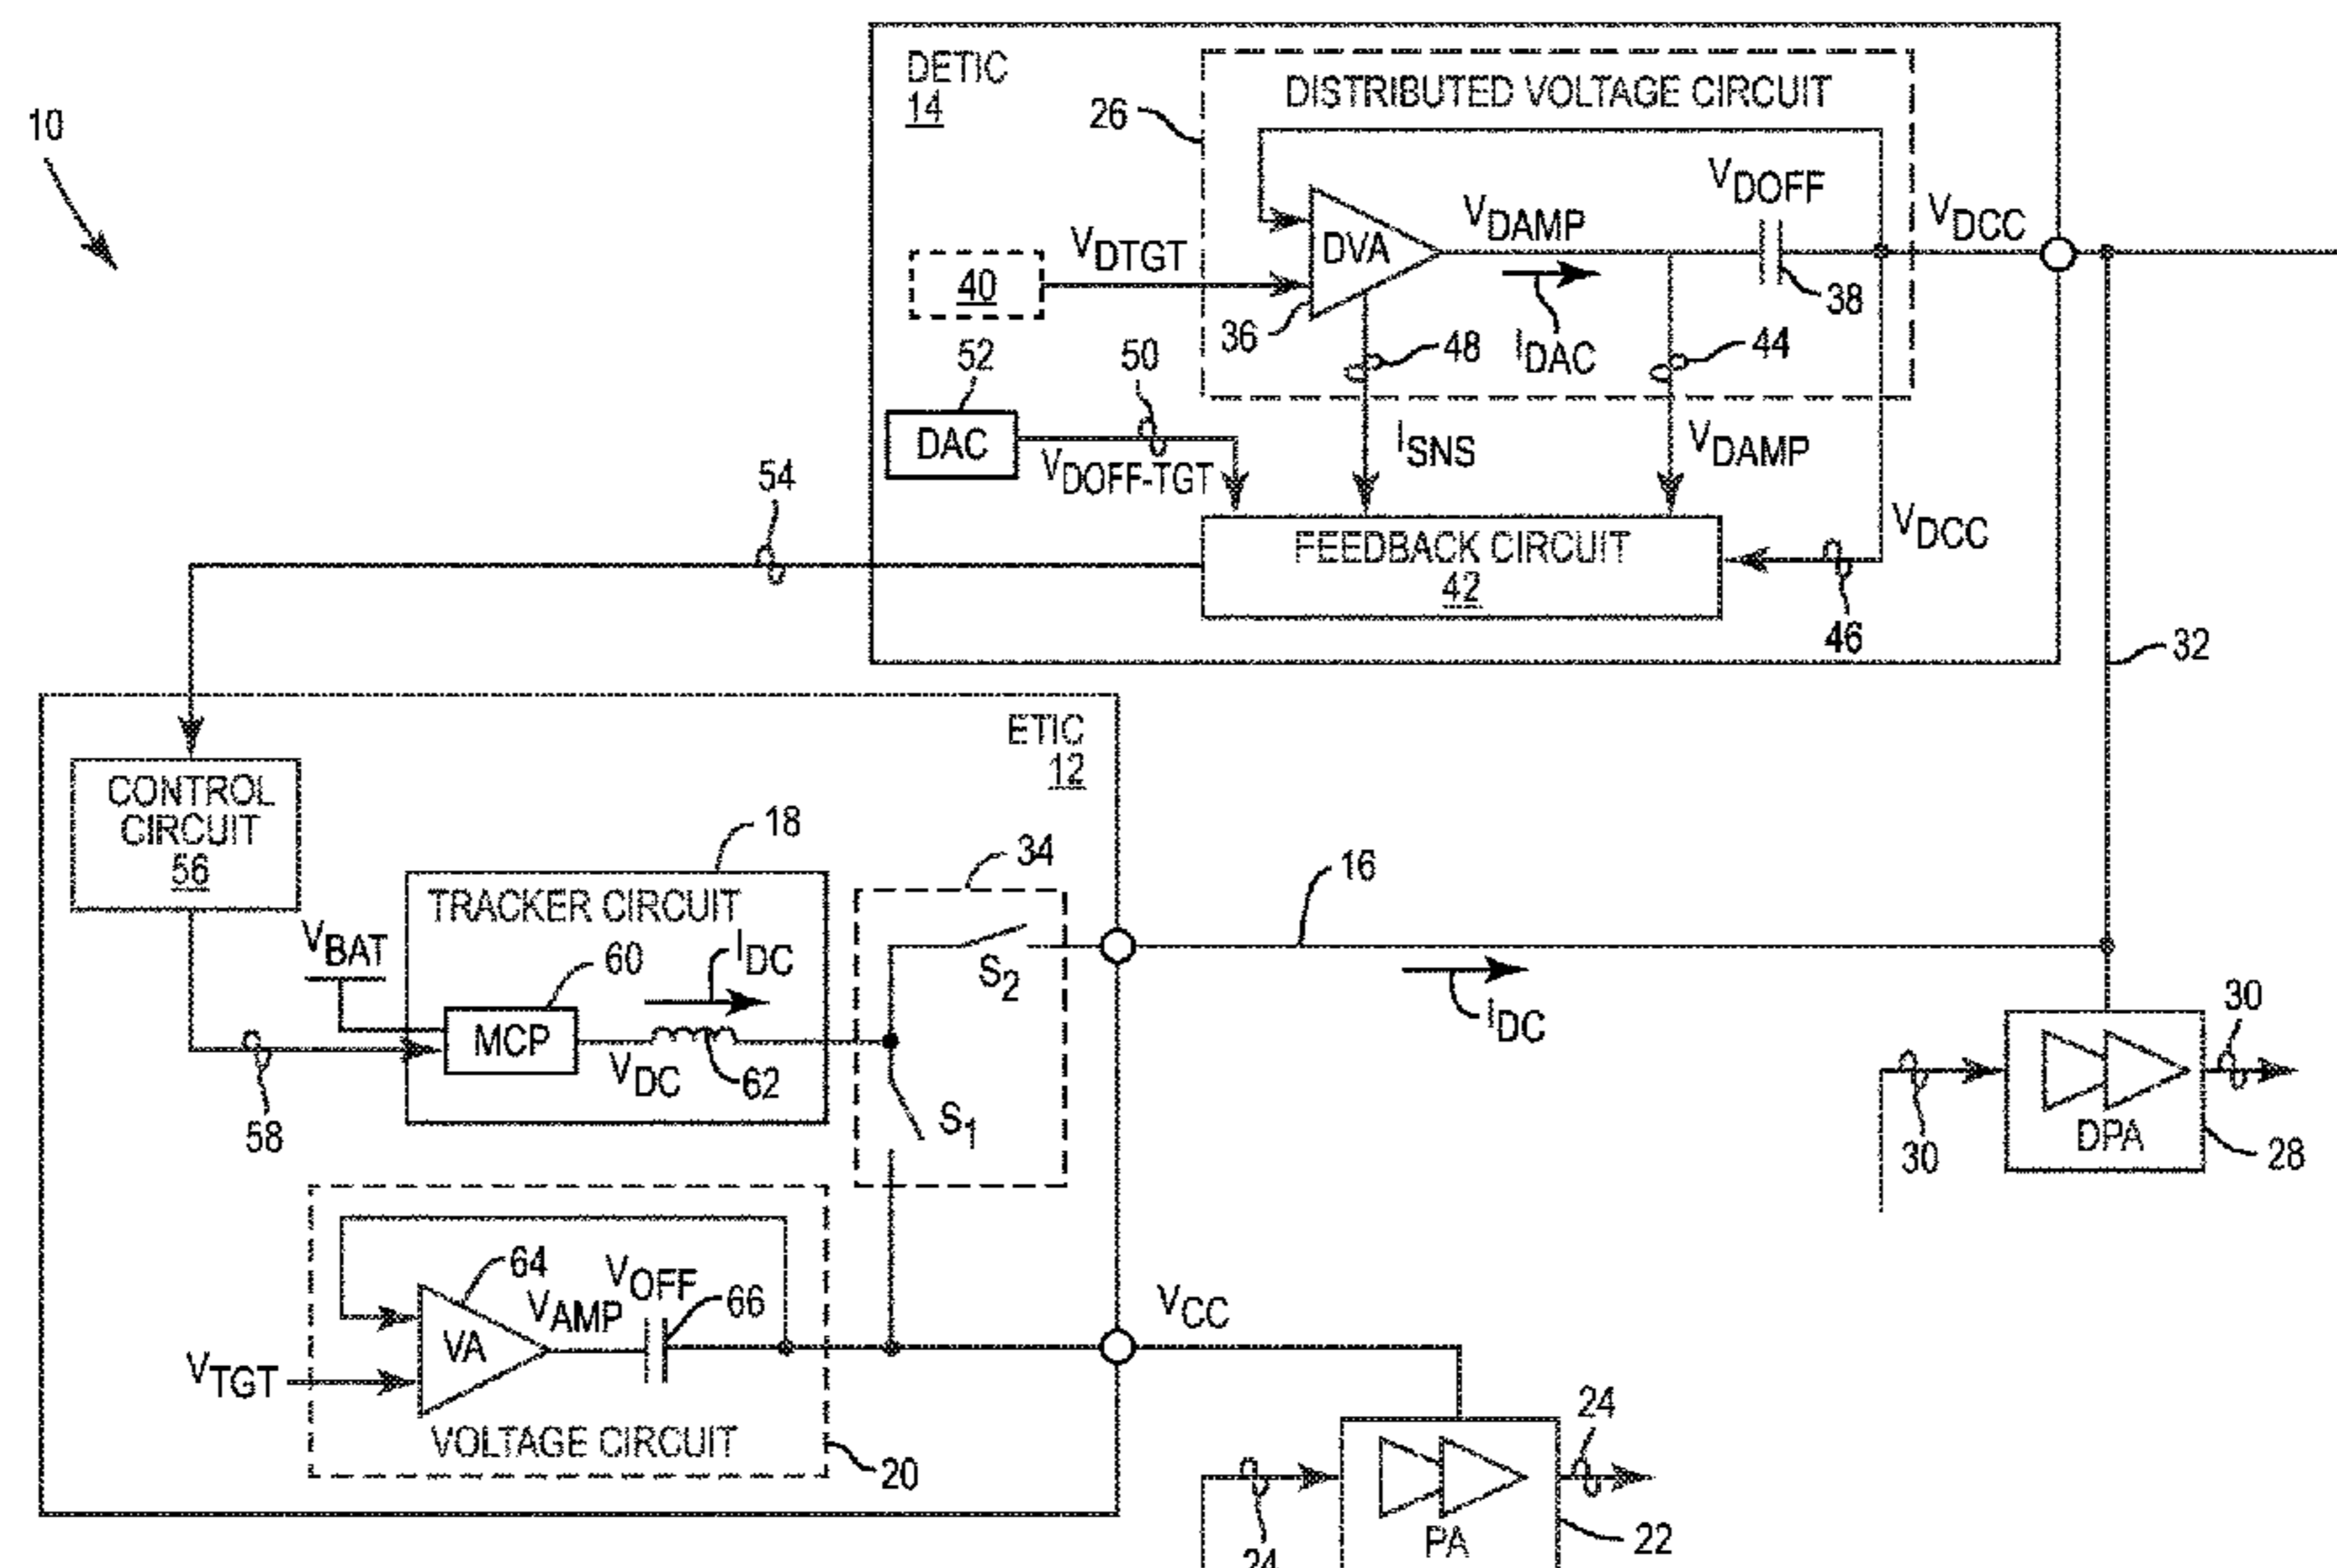 10
DETIC
14
DISTRIBUTED VOLTAGE CIRCUIT
26
VDOFF
VDTGT
DVA
VDAMP
VDCC
40
36
48
IDAC
44
38
52
50
DAC
VDOFF-TGT
ISNS
VDAMP
54
FEEDBACK CIRCUIT
42
VDCC
46
32
ETIC
12
CONTROL
CIRCUIT
56
18
34
16
TRACKER CIRCUIT
VBAT
60
IDC
S2
MCP
VDC
62
IDC
30
58
S1
30
DPA
28
64
VOFF
VAMP
66
VCC
VTGT
VA
VOLTAGE CIRCUIT
20
24
24
PA
22